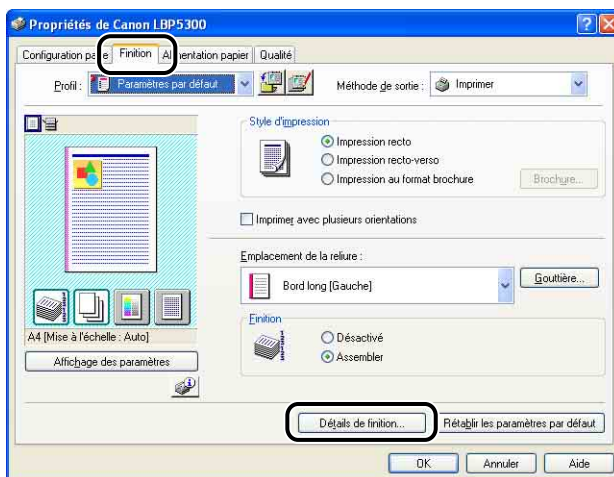 Propriétés de Canon LBP5300
Configuration page Finition Alimentation papier Qualité
Profil : Paramètres par défaut Méthode de sortie : Imprimer
Style d'impression
Impression recto
Impression recto-verso
Impression au format brochure Brochure...
Imprimer avec plusieurs orientations
Emplacement de la reliure :
Bord long [Gauche] Gouttière...
Finition
Désactivé
Assembler
A4 [Mise à l'échelle : Auto]
Affichage des paramètres
Détails de finition... Rétablir les paramètres par défaut
OK Annuler Aide